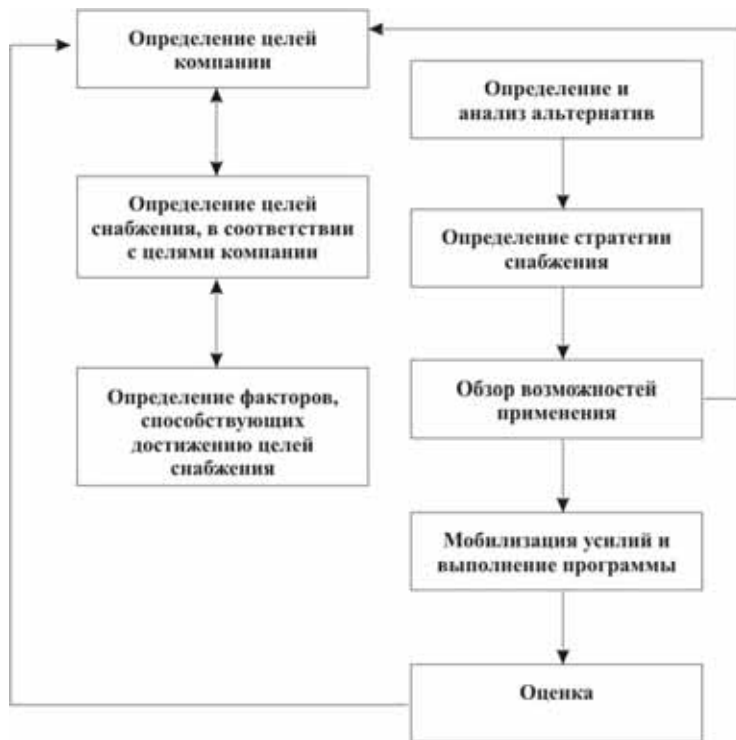 Определение целей
компании
Определение целей
снабжения, в соответствии
с целями компании
Определение факторов,
способствующих
достижению целей
снабжения
Определение и
анализ альтернатив
Определение стратегии
снабжения
Обзор возможностей
применения
Мобилизация усилий и
выполнение программы
Оценка